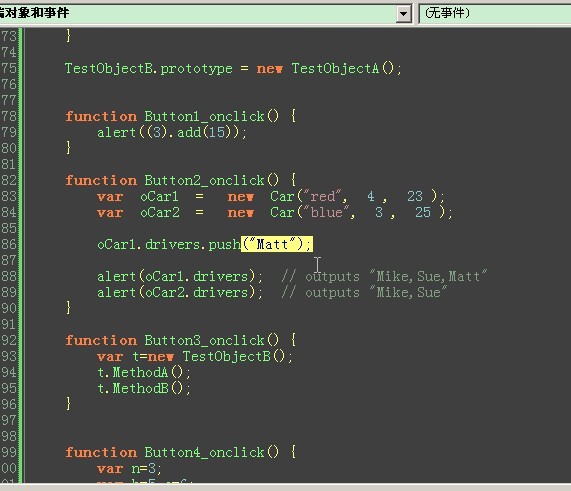 端对象和事件 (无事件)
73 }
74
75 TestObjectB.prototype = new TestObjectA();
76
77
78 function Button1_onclick() {
79 alert((3).add(15));
80 }
81
82 function Button2_onclick() {
83 var oCar1 = new Car("red", 4 , 23 );
84 var oCar2 = new Car("blue", 3 , 25 );
85
86 oCar1.drivers.push("Matt");
87
88 alert(oCar1.drivers); // outputs "Mike,Sue,Matt"
89 alert(oCar2.drivers); // outputs "Mike,Sue"
90 }
91
92 function Button3_onclick() {
93 var t=new TestObjectB();
94 t.MethodA();
95 t.MethodB();
96 }
97
98
99 function Button4_onclick() {
00 var n=3;